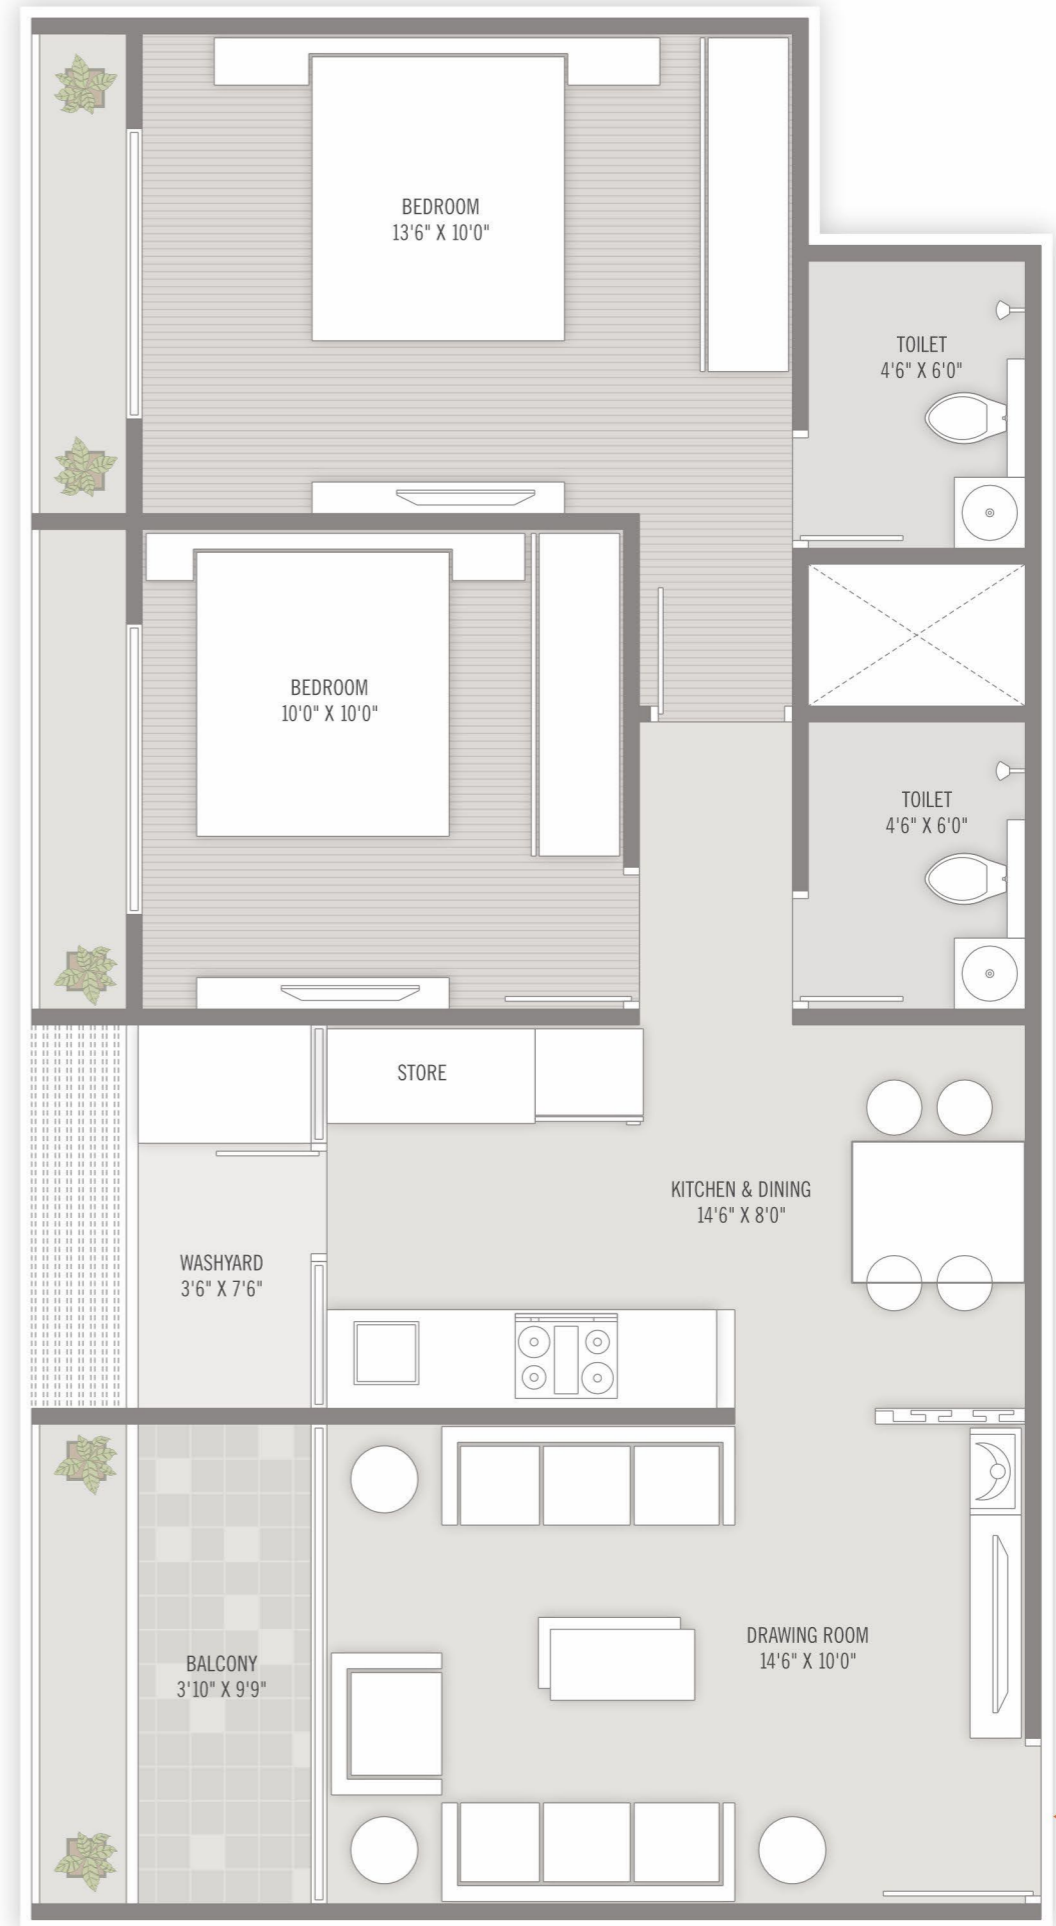 BEDROOM
13'6" X 10'0"
TOILET
4'6" X 6'0"
BEDROOM
10'0" X 10'0"
TOILET
4'6" X 6'0"
STORE
KITCHEN & DINING
14'6" X 8'0"
WASHYARD
3'6" X 7'6"
DRAWING ROOM
14'6" X 10'0"
BALCONY
3'10" X 9'9"